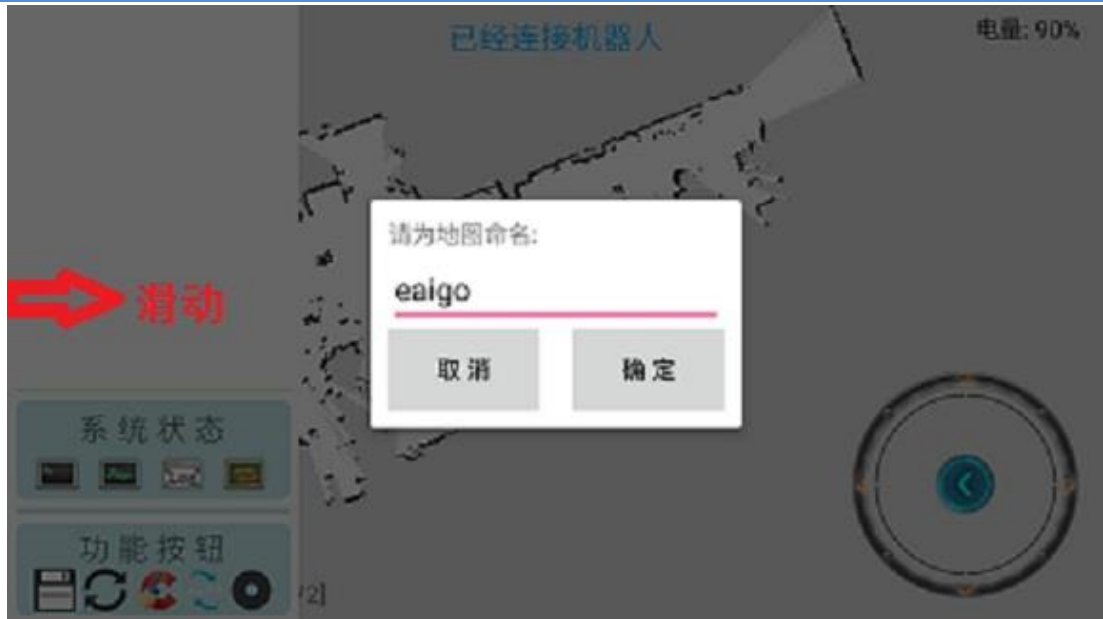 已经连接机器人
电量: 90%
请为地图命名:
eaigo
滑动
取消
确定
系统状态
功能按钮
/2]